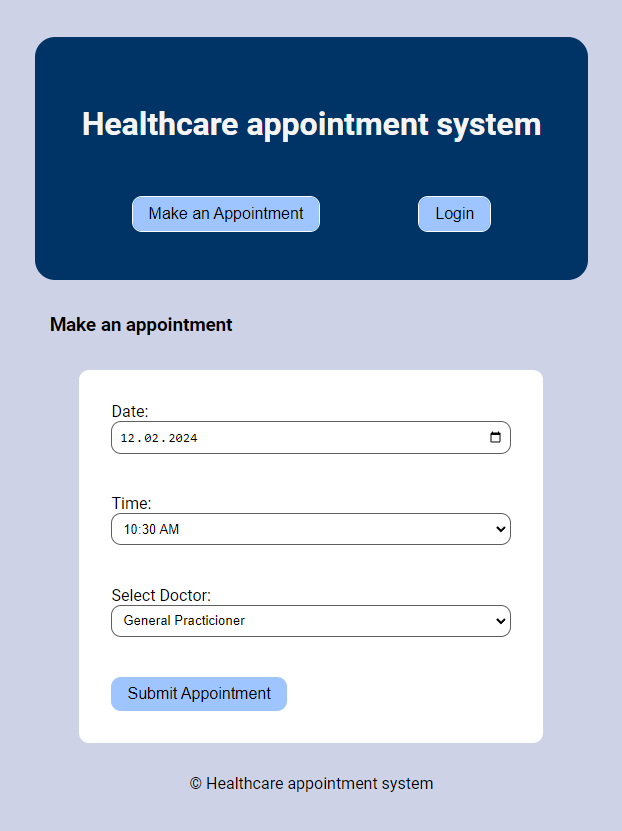 Healthcare appointment system
Make an Appointment Login
Make an appointment
Date:
12.02.2024
Time:
10:30 AM
Select Doctor:
General Practicioner
Submit Appointment
© Healthcare appointment system